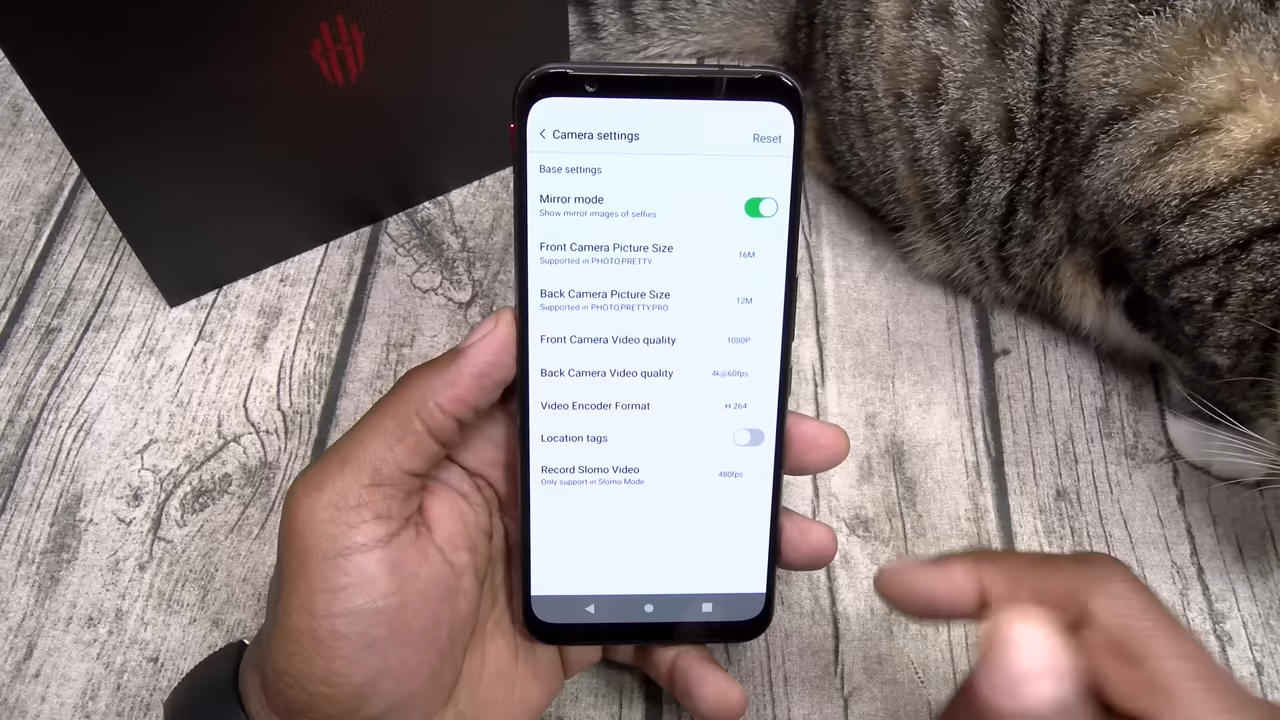 Camera settings
Reset
Base settings
Mirror mode
Show mirror images of selfies
Front Camera Picture Size
Supported in PHOTO.PRETTY
16M
Back Camera Picture Size
Supported in PHOTO.PRETTY.PRO
12M
Front Camera Video quality
1080P
Back Camera Video quality
4k@60fps
Video Encoder Format
H 264
Location tags
Record Slomo Video
Only support in Slomo Mode
480fps